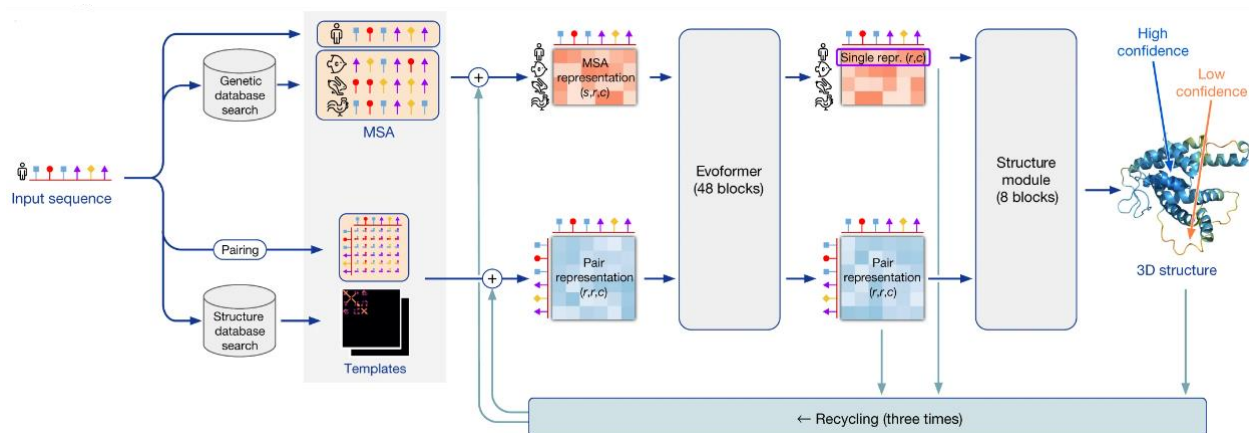 Input sequence
Genetic
database
search
Pairing
Structure
database
search
MSA
Templates
+
+
MSA
representation
(s,r,c)
Pair
representation
(r,r,c)
Evoformer
(48 blocks)
Single repr. (r,c)
Pair
representation
(r,r,c)
Structure
module
(8 blocks)
High
confidence
Low
confidence
3D structure
← Recycling (three times)